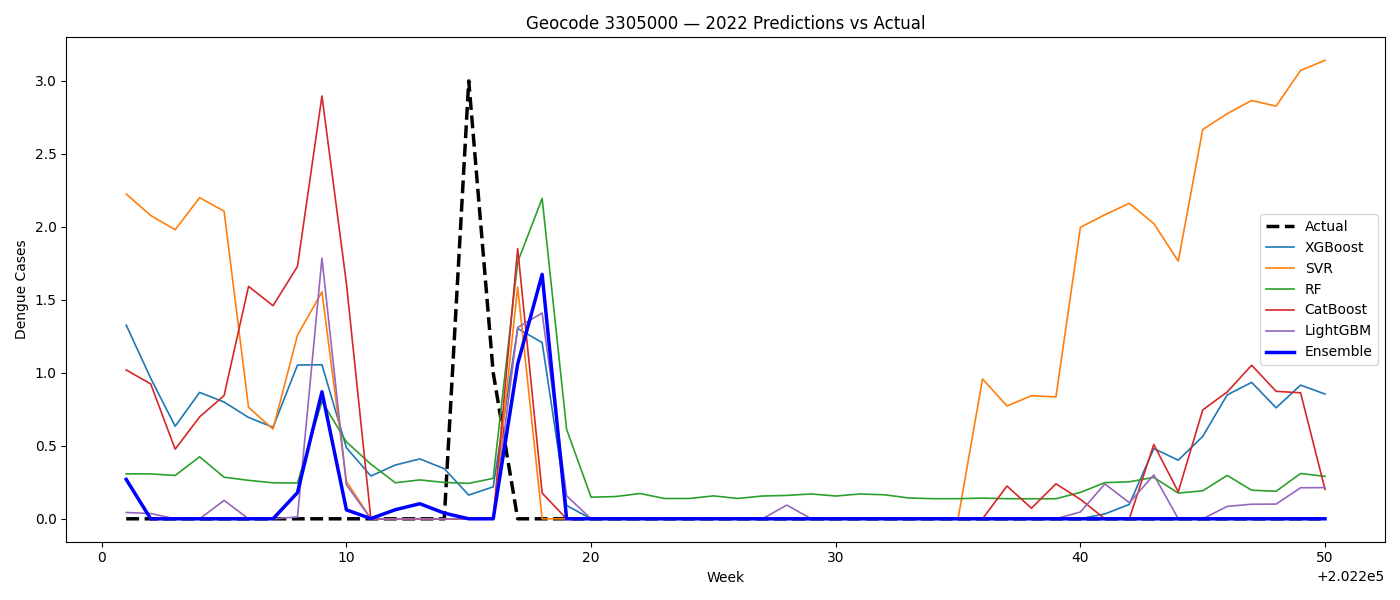 Geocode 3305000 — 2022 Predictions vs Actual
Dengue Cases
3.0
2.5
2.0
1.5
1.0
0.5
0.0
Actual
XGBoost
SVR
RF
CatBoost
LightGBM
Ensemble
0 10 20 30 40 50
Week
+2.022e5